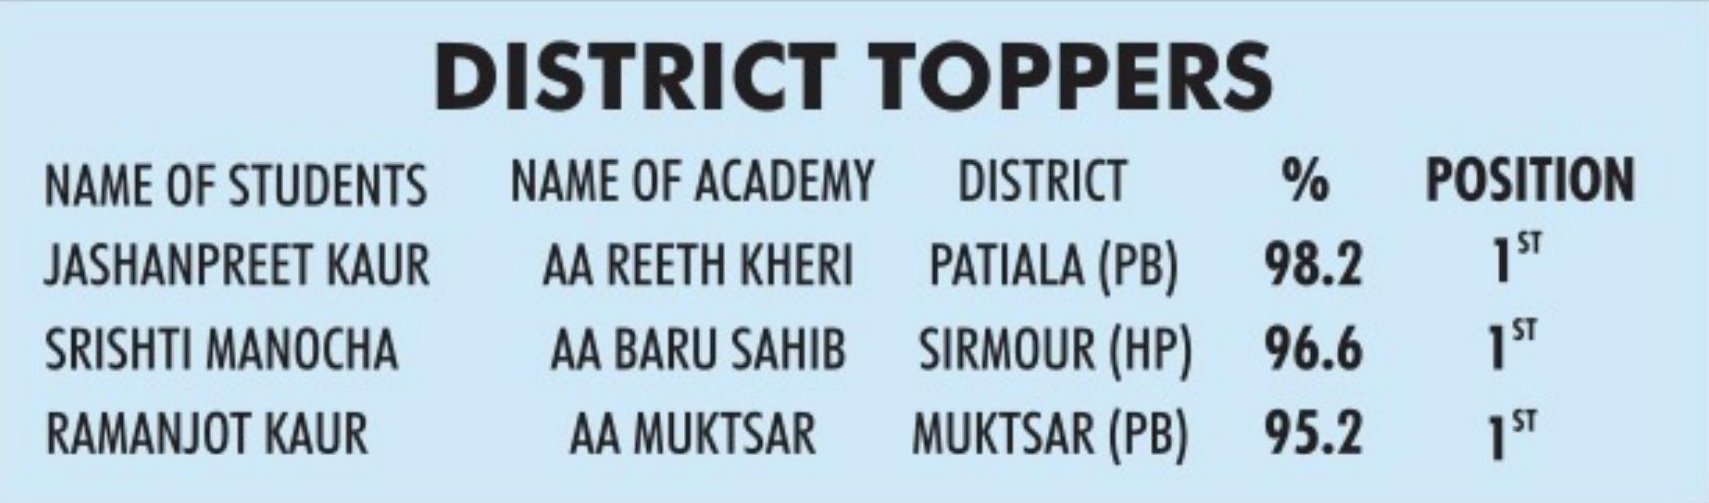 DISTRICT TOPPERS
NAME OF STUDENTS NAME OF ACADEMY DISTRICT % POSITION
JASHANPREET KAUR AA REETH KHERI PATIALA (PB) 98.2 1ST
SRISHTI MANOCHA AA BARU SAHIB SIRMOUR (HP) 96.6 1ST
RAMANJOT KAUR AA MUKTSAR MUKTSAR (PB) 95.2 1ST